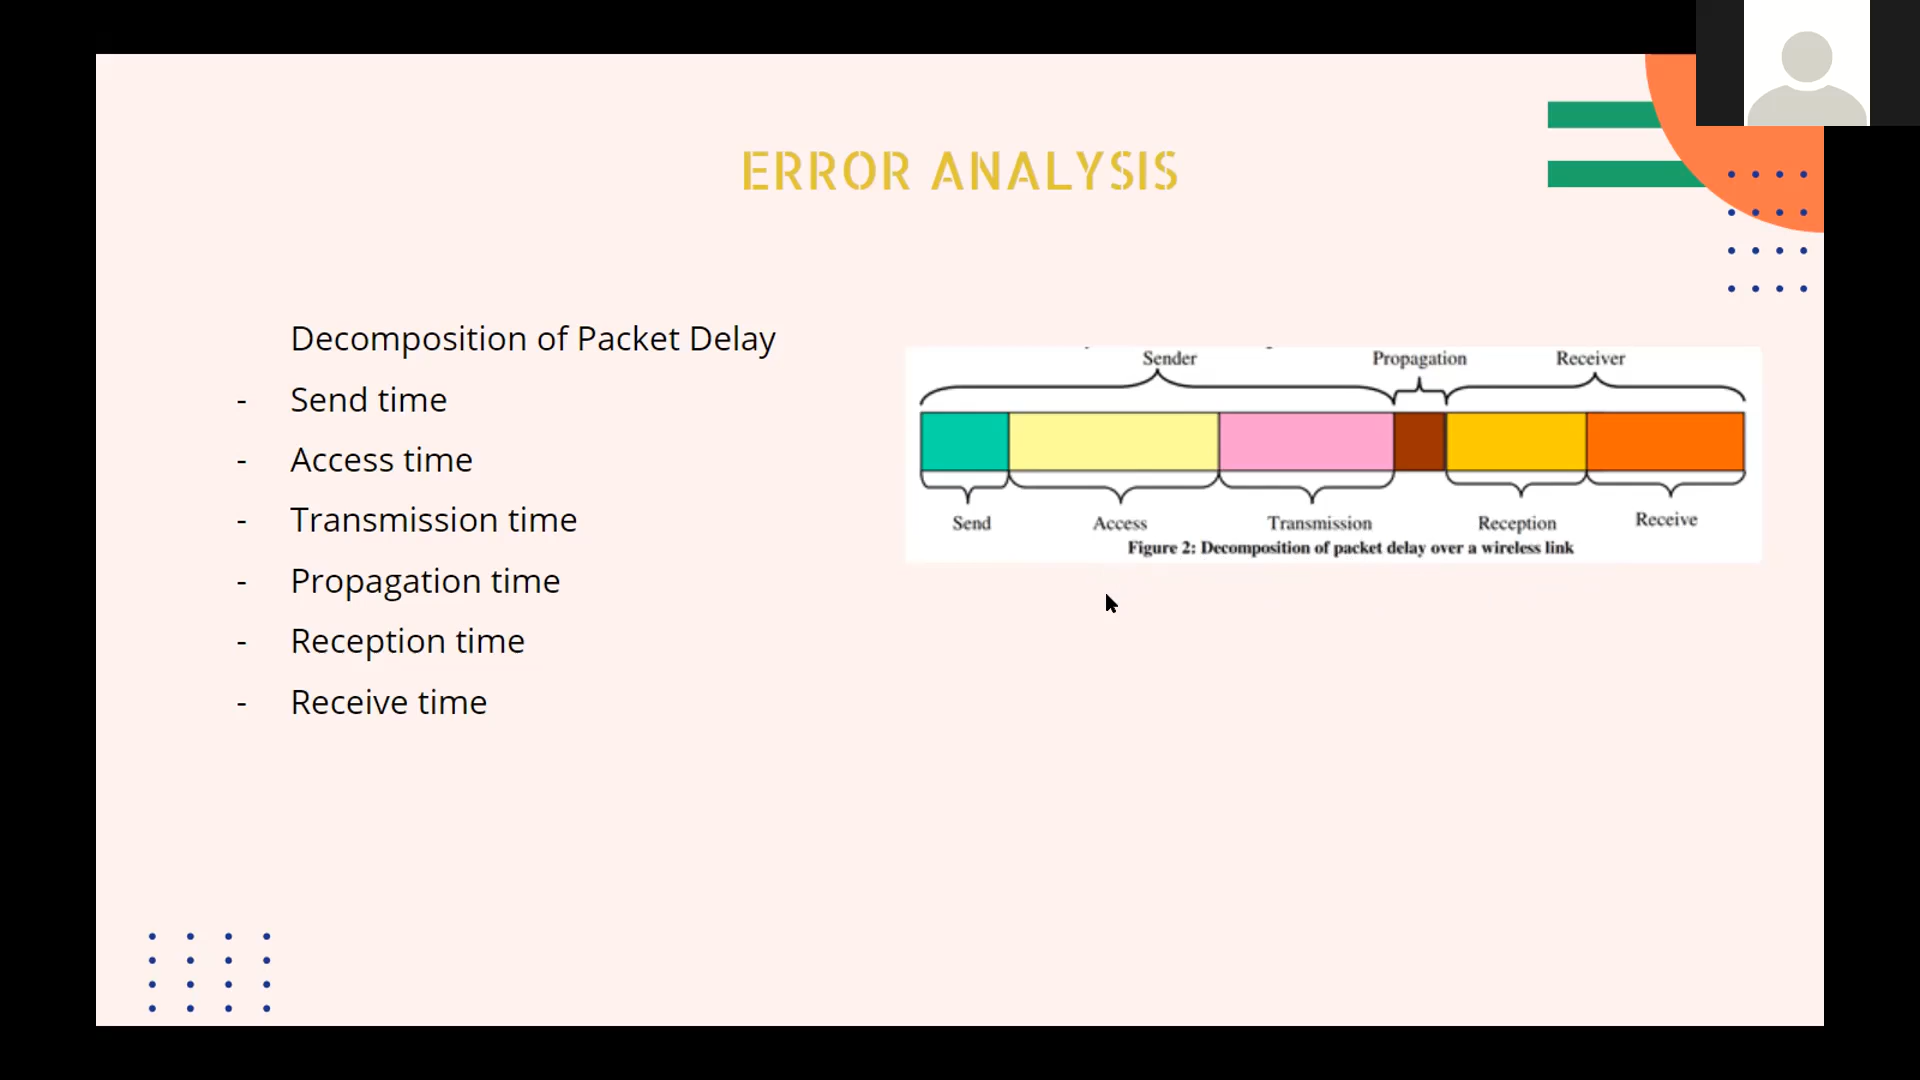 ERROR ANALYSIS
Decomposition of Packet Delay
- Send time
- Access time
- Transmission time
- Propagation time
- Reception time
- Receive time
Sender Propagation Receiver
Send Access Transmission Reception Receive
Figure 2: Decomposition of packet delay over a wireless link